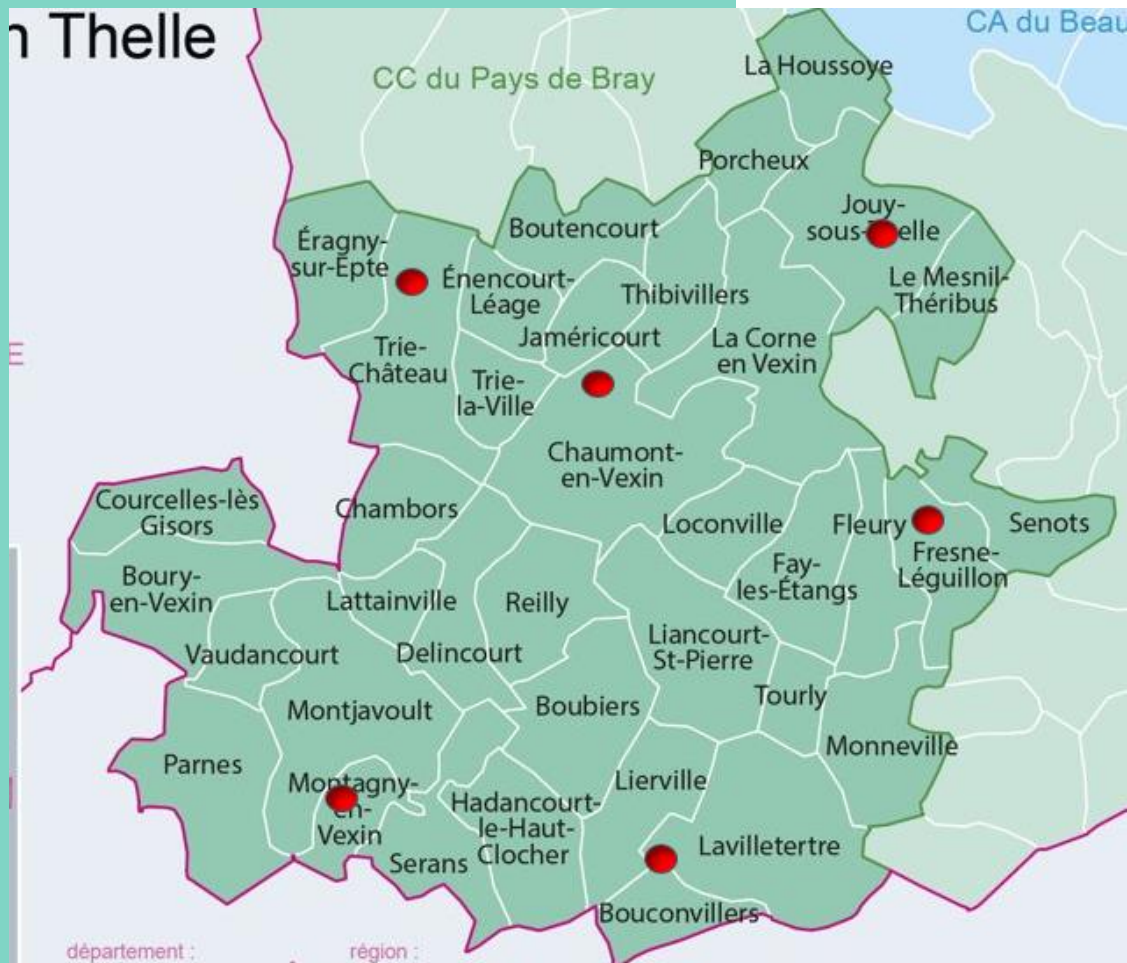 n Thelle
CA du Beau
CC du Pays de Bray
La Houssoye
Porcheux
Jouy-
sous-Thelle
Boutencourt
Éragny-
sur-Epte
Énencourt-
Léage
Le Mesnil-
Théribus
Thibivillers
Jaméricourt
La Corne
en Vexin
E
Trie-
Château
Trie-
la-Ville
Chaumont-
en-Vexin
Courcelles-lès
Gisors
Chambors
Loconville
Fleury
Senots
Fresne-
Léguillon
Boury-
en-Vexin
Fay-
les-Étangs
Lattainville
Reilly
Liancourt-
St-Pierre
Vaudancourt
Delincourt
Tourly
Montjavoult
Boubiers
Monneville
Parnes
Lierville
Montagny-
en-
Vexin
Hadancourt-
le-Haut-
Clocher
Lavilletertre
Serans
Bouconvillers
département :
région :